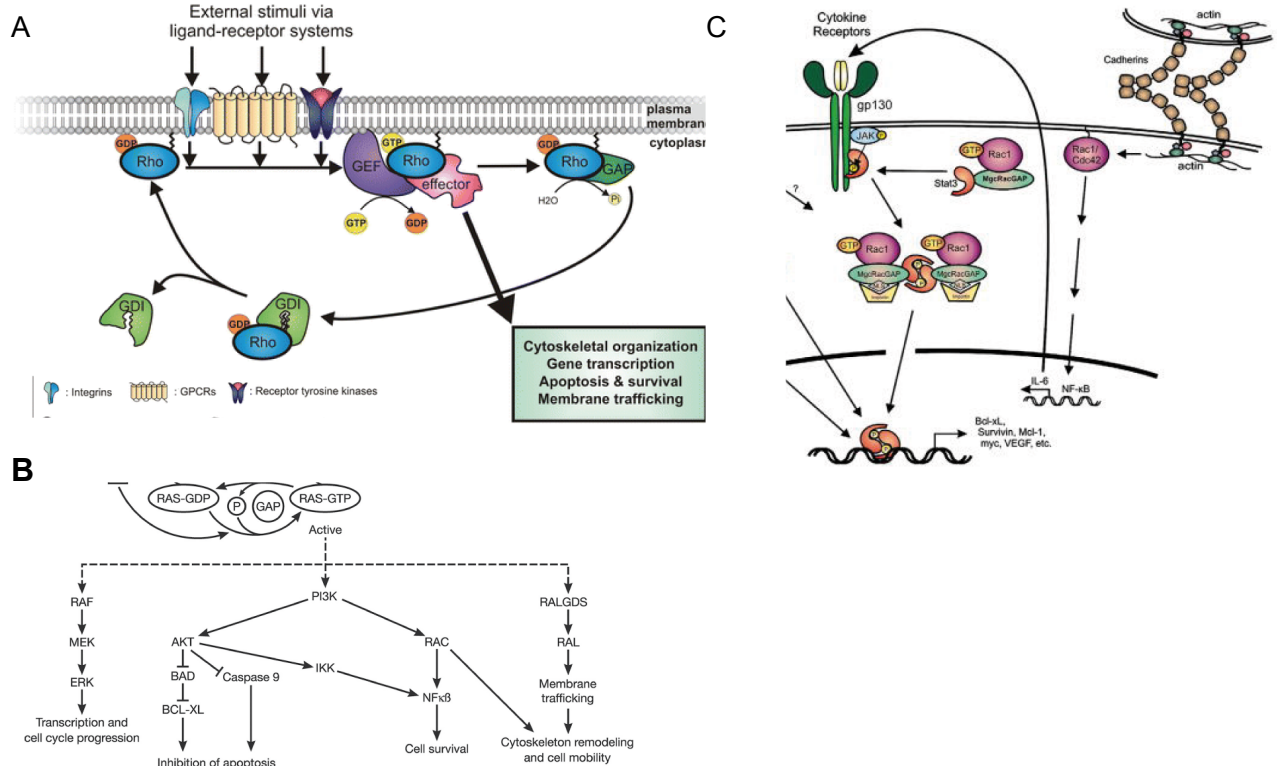 A
External stimuli via
ligand-receptor systems
plasma
membran
cytoplasm
GDP
Rho
GEF
GTP
Rho
effector
GDP
Rho
GAP
H2O
Pi
GTP
GDP
GDI
GDI
GDP
Rho
Cytoskeletal organization
Gene transcription
Apoptosis & survival
Membrane trafficking
: Integrins
: GPCRs
: Receptor tyrosine kinases
B
RAS-GDP
P
GAP
RAS-GTP
Active
RAF
PI3K
RALGDS
MEK
AKT
RAC
RAL
ERK
BAD
Caspase 9
IKK
NFκß
Membrane
trafficking
BCL-XL
Transcription and
cell cycle progression
Cell survival
Cytoskeleton remodeling
and cell mobility
Inhibition of apoptosis
C
Cytokine
Receptors
actin
Cadherins
gp130
JAK
P
P
GTP
Rac1
Stat3
MgcRacGAP
Rac1/
Cdc42
actin
?
GTP
Rac1
GTP
Rac1
MgcRacGAP
MgcRacGAP
P
P
IL-6
NF-κB
Bcl-xL,
Survivin, Mcl-1,
myc, VEGF, etc.
P
P